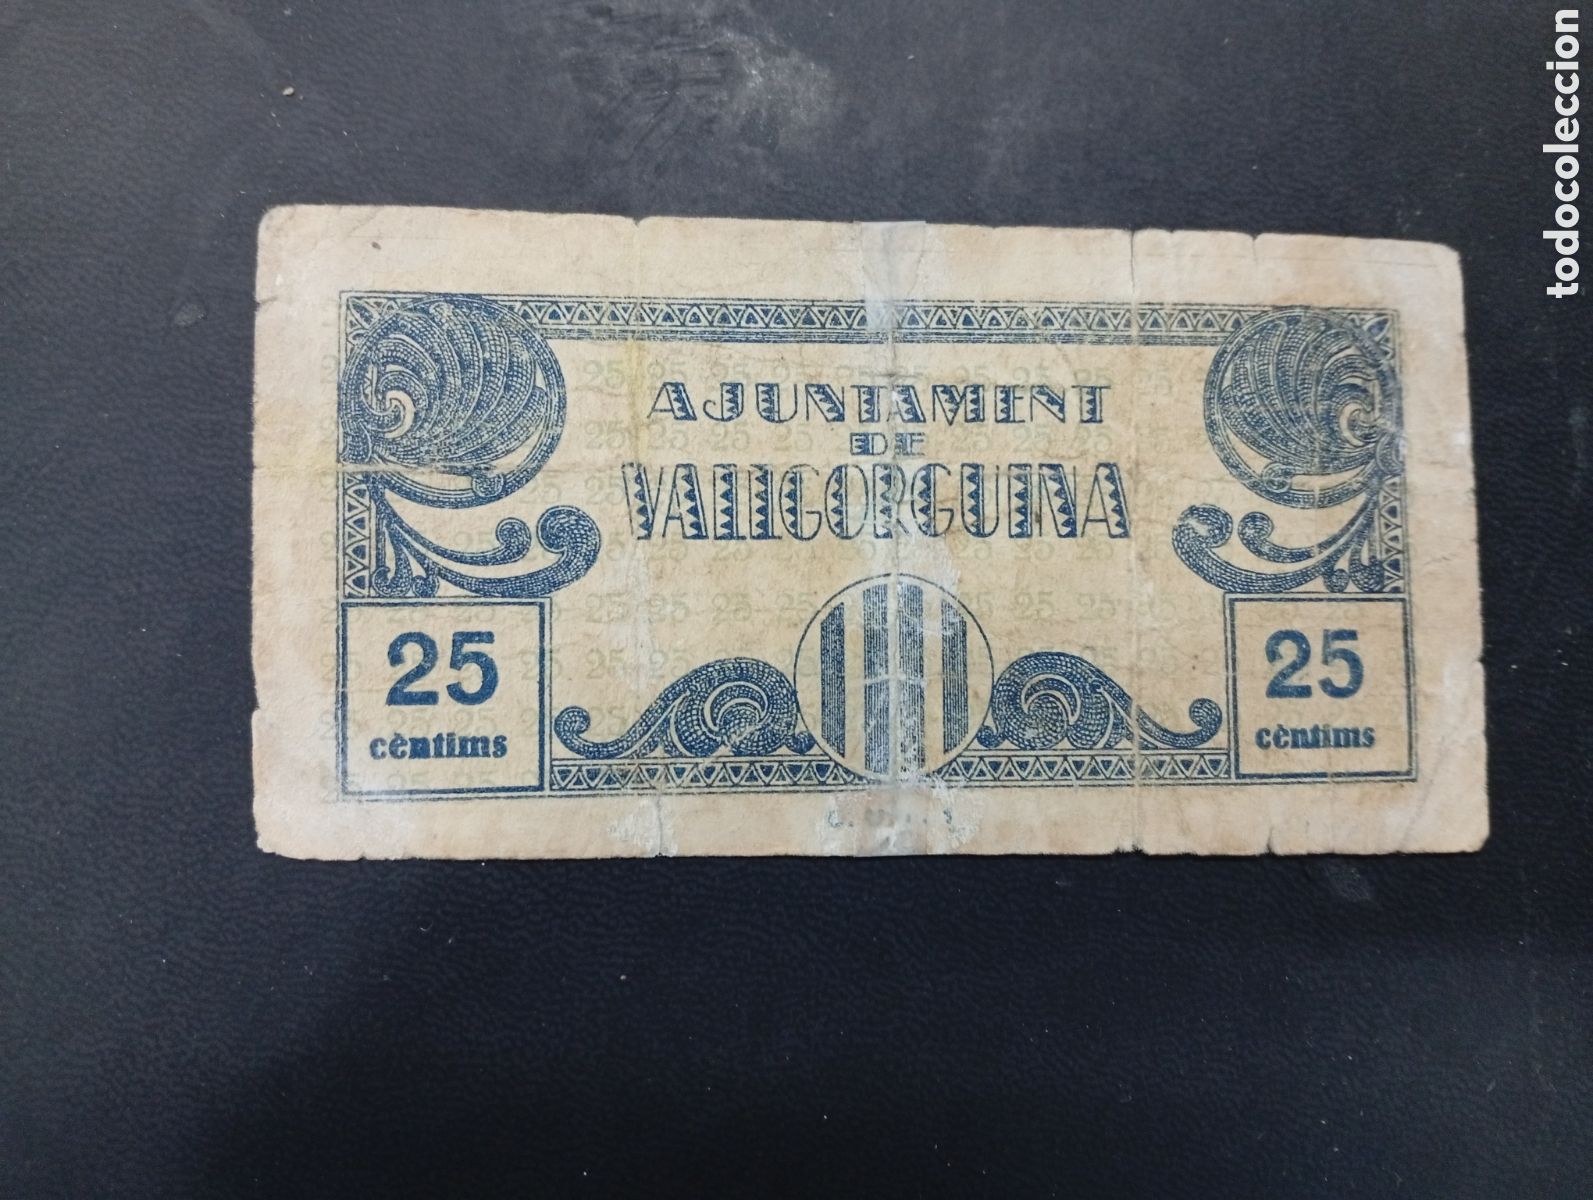 AJUNTAMENT
DE
VALLGORGUINA
25
cèntims
25
cèntims
todocoleccion